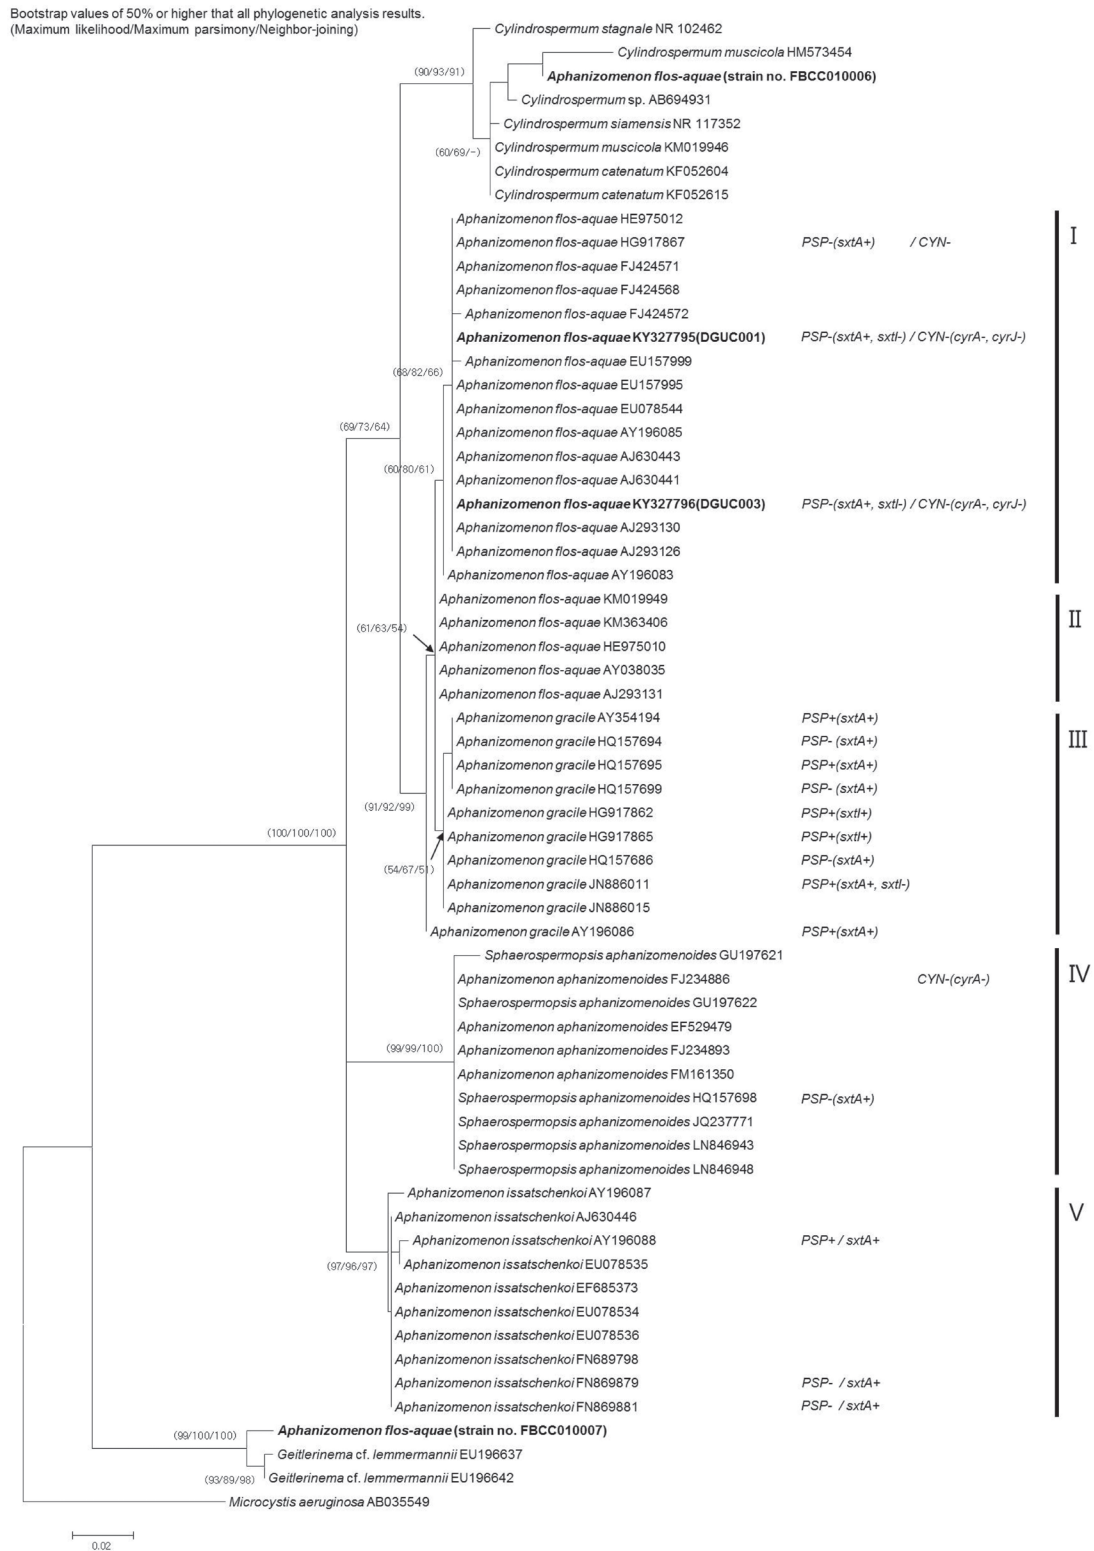 Bootstrap values of 50% or higher that all phylogenetic analysis results.
(Maximum likelihood/Maximum parsimony/Neighbor-joining)
Cylindrospermum stagnale NR 102462
Cylindrospermum muscicola HM573454
(90/93/91)
Aphanizomenon flos-aquae (strain no. FBCC010006)
Cylindrospermum sp. AB694931
Cylindrospermum siamensis NR 117352
Cylindrospermum muscicola KM019946
(60/69/-)
Cylindrospermum catenatum KF052604
Cylindrospermum catenatum KF052615
Aphanizomenon flos-aquae HE975012
I
Aphanizomenon flos-aquae HG917867 PSP-(sxtA+) / CYN-
Aphanizomenon flos-aquae FJ424571
Aphanizomenon flos-aquae FJ424568
Aphanizomenon flos-aquae FJ424572
Aphanizomenon flos-aquae KY327795(DGUC001) PSP-(sxtA+, sxtI-) / CYN-(cyrA-, cyrJ-)
Aphanizomenon flos-aquae EU157999
(68/82/66)
Aphanizomenon flos-aquae EU157995
Aphanizomenon flos-aquae EU078544
(69/73/64)
Aphanizomenon flos-aquae AY196085
Aphanizomenon flos-aquae AJ630443
(60/80/61)
Aphanizomenon flos-aquae AJ630441
Aphanizomenon flos-aquae KY327796(DGUC003) PSP-(sxtA+, sxtI-) / CYN-(cyrA-, cyrJ-)
Aphanizomenon flos-aquae AJ293130
Aphanizomenon flos-aquae AJ293126
Aphanizomenon flos-aquae AY196083
Aphanizomenon flos-aquae KM019949
II
Aphanizomenon flos-aquae KM363406
(61/63/54)
Aphanizomenon flos-aquae HE975010
Aphanizomenon flos-aquae AY038035
Aphanizomenon flos-aquae AJ293131
Aphanizomenon gracile AY354194 PSP+(sxtA+)
III
Aphanizomenon gracile HQ157694 PSP- (sxtA+)
Aphanizomenon gracile HQ157695 PSP+(sxtA+)
Aphanizomenon gracile HQ157699 PSP- (sxtA+)
(91/92/99)
Aphanizomenon gracile HG917862 PSP+(sxtI+)
(100/100/100)
Aphanizomenon gracile HG917865 PSP+(sxtI+)
Aphanizomenon gracile HQ157686 PSP-(sxtA+)
(54/67/51)
Aphanizomenon gracile JN886011 PSP+(sxtA+, sxtI-)
Aphanizomenon gracile JN886015
Aphanizomenon gracile AY196086 PSP+(sxtA+)
Sphaerospermopsis aphanizomenoides GU197621
IV
Aphanizomenon aphanizomenoides FJ234886 CYN-(cyrA-)
Sphaerospermopsis aphanizomenoides GU197622
Aphanizomenon aphanizomenoides EF529479
(99/99/100)
Aphanizomenon aphanizomenoides FJ234893
Aphanizomenon aphanizomenoides FM161350
Sphaerospermopsis aphanizomenoides HQ157698 PSP-(sxtA+)
Sphaerospermopsis aphanizomenoides JQ237771
Sphaerospermopsis aphanizomenoides LN846943
Sphaerospermopsis aphanizomenoides LN846948
Aphanizomenon issatschenkoi AY196087
V
Aphanizomenon issatschenkoi AJ630446
Aphanizomenon issatschenkoi AY196088 PSP+ / sxtA+
(97/96/97)
Aphanizomenon issatschenkoi EU078535
Aphanizomenon issatschenkoi EF685373
Aphanizomenon issatschenkoi EU078534
Aphanizomenon issatschenkoi EU078536
Aphanizomenon issatschenkoi FN689798
Aphanizomenon issatschenkoi FN869879 PSP- / sxtA+
Aphanizomenon issatschenkoi FN869881 PSP- / sxtA+
(99/100/100)
Aphanizomenon flos-aquae (strain no. FBCC010007)
Geitlerinema cf. lemmermannii EU196637
(93/89/98)
Geitlerinema cf. lemmermannii EU196642
Microcystis aeruginosa AB035549
0.02